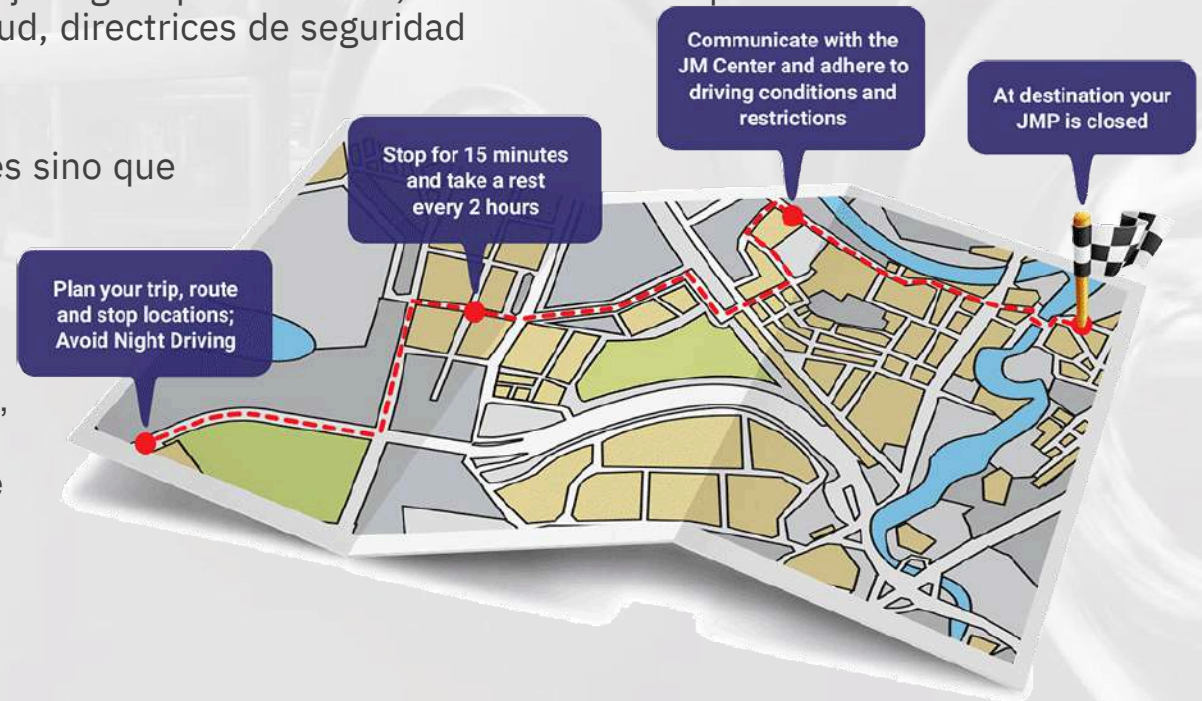 ud, directrices de seguridad
es sino que
,
e
Communicate with the
JM Center and adhere to
driving conditions and
restrictions
At destination your
JMP is closed
Stop for 15 minutes
and take a rest
every 2 hours
Plan your trip, route
and stop locations;
Avoid Night Driving